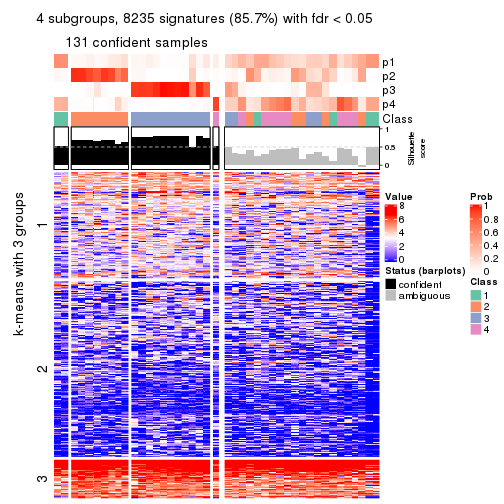 4 subgroups, 8235 signatures (85.7%) with fdr < 0.05
131 confident samples
p1
p2
p3
p4
Class
1
0.5
0
Silhouette
score
k-means with 3 groups
1
2
3
Value
8
6
4
2
0
Status (barplots)
confident
ambiguous
Prob
1
0.8
0.6
0.4
0.2
0
Class
1
2
3
4